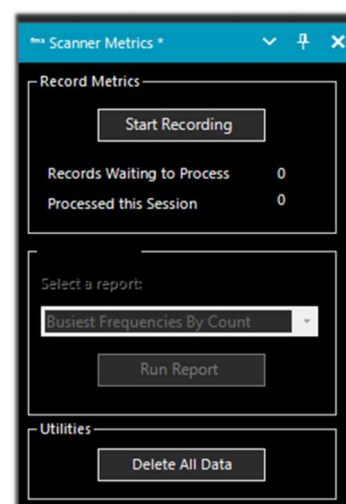 Scanner Metrics *
Record Metrics
Start Recording
Records Waiting to Process 0
Processed this Session 0
Select a report:
Busiest Frequencies By Count
Run Report
Utilities
Delete All Data